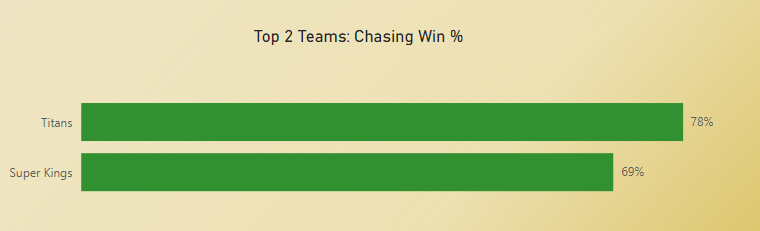 Top 2 Teams: Chasing Win %
Titans 78%
Super Kings 69%